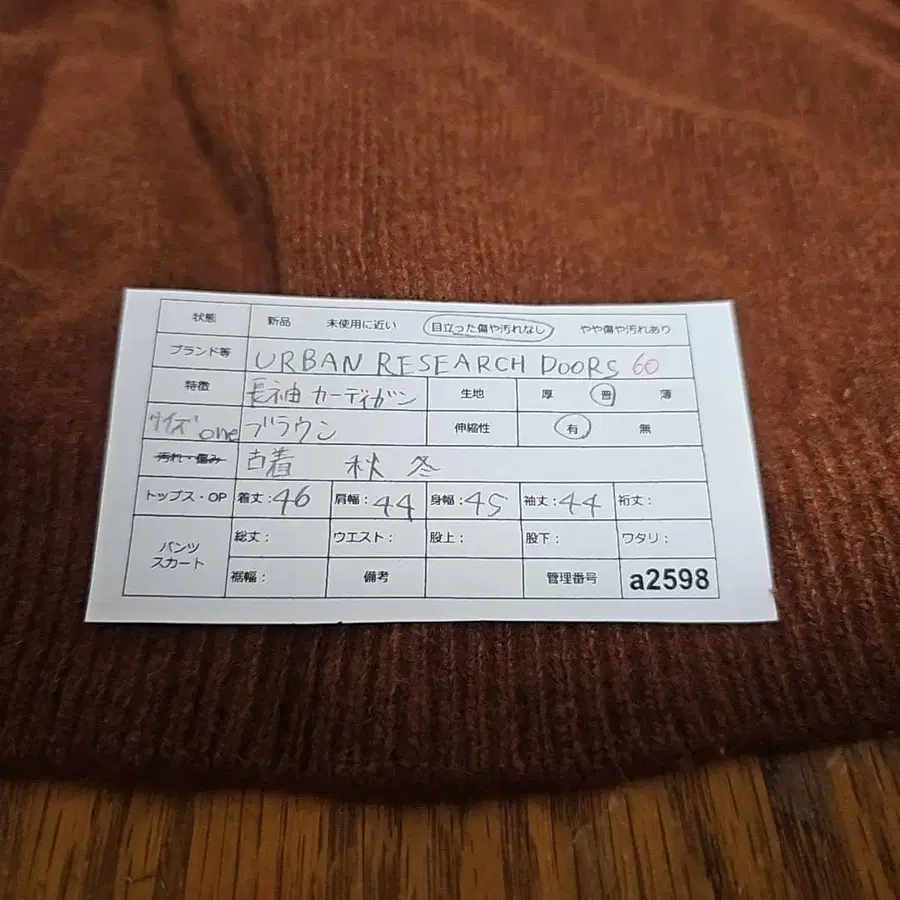 状態 新品 未使用に近い 目立った傷や汚れなし やや傷や汚れあり
ブランド等 URBAN RESEARCH DOORS 60
特徴 長袖 カーディガン 生地 厚 普 薄
サイズ one ブラウン 伸縮性 有 無
汚れ・傷み 古着 秋 冬
トップス・OP 着丈:46 肩幅:44 身幅:45 袖丈:44 裄丈:
パンツ スカート 総丈: ウエスト: 股上: 股下: ワタリ:
裾幅: 備考 管理番号 a2598